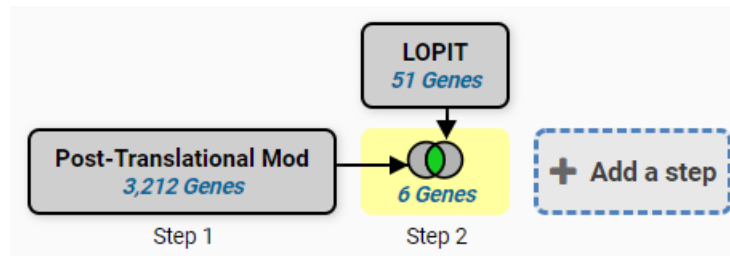 LOPIT
51 Genes
Post-Translational Mod
3,212 Genes
6 Genes
Add a step
Step 1
Step 2